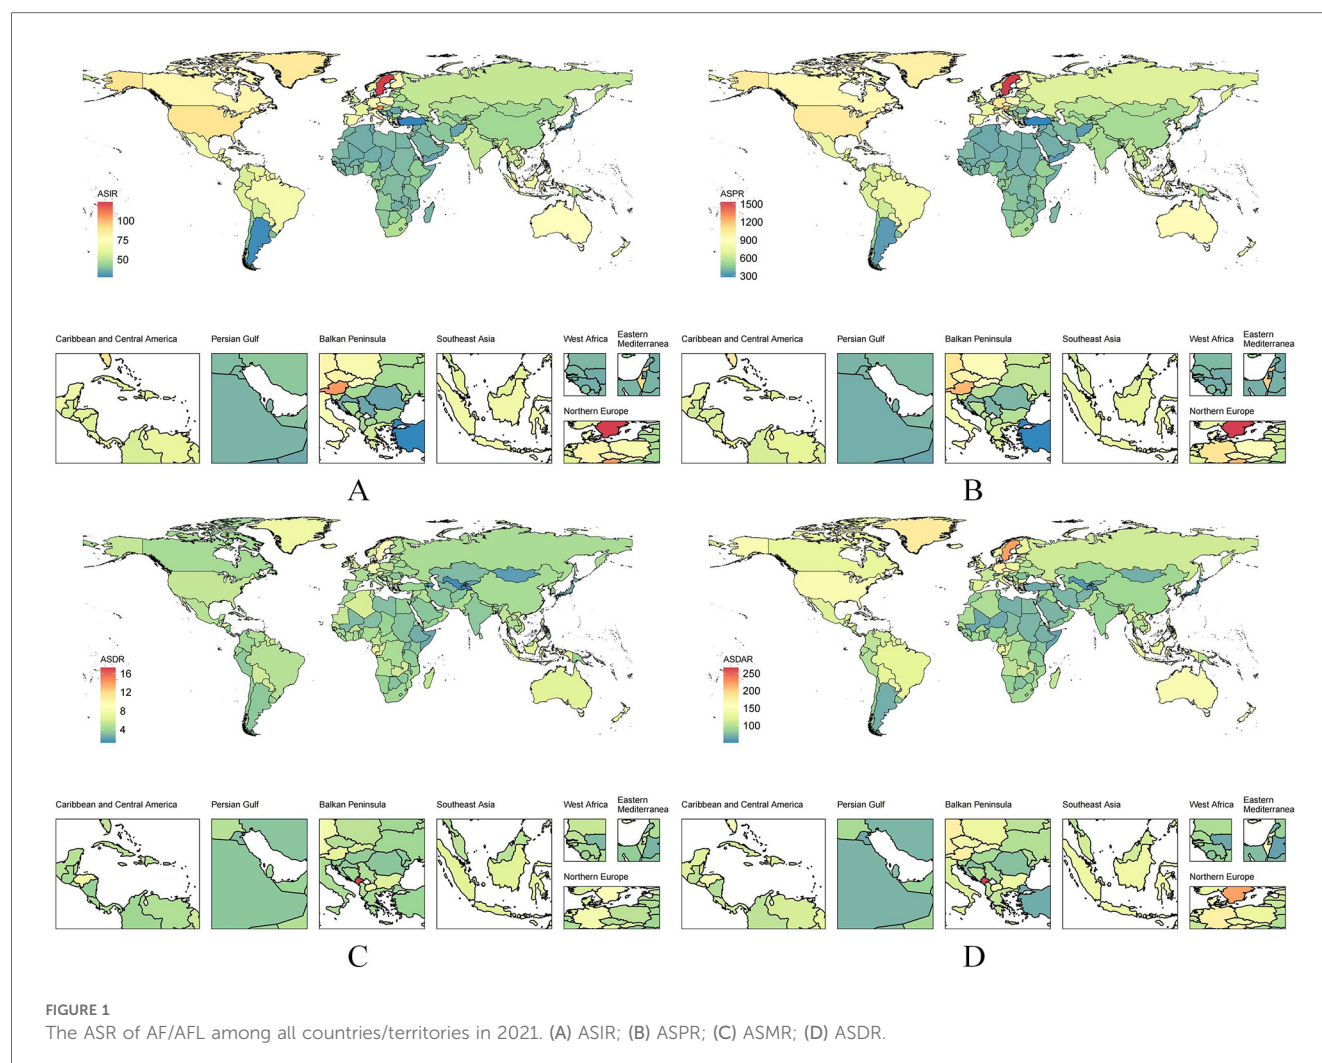 ASIR
100
75
50
Caribbean and Central America
Persian Gulf
Balkan Peninsula
Southeast Asia
West Africa
Eastern
Mediterranea
Northern Europe
A
ASPR
1500
1200
900
600
300
Caribbean and Central America
Persian Gulf
Balkan Peninsula
Southeast Asia
West Africa
Eastern
Mediterranea
Northern Europe
B
ASDR
16
12
8
4
Caribbean and Central America
Persian Gulf
Balkan Peninsula
Southeast Asia
West Africa
Eastern
Mediterranea
Northern Europe
C
ASDAR
250
200
150
100
Caribbean and Central America
Persian Gulf
Balkan Peninsula
Southeast Asia
West Africa
Eastern
Mediterranea
Northern Europe
D
FIGURE 1
The ASR of AF/AFL among all countries/territories in 2021. (A) ASIR; (B) ASPR; (C) ASMR; (D) ASDR.